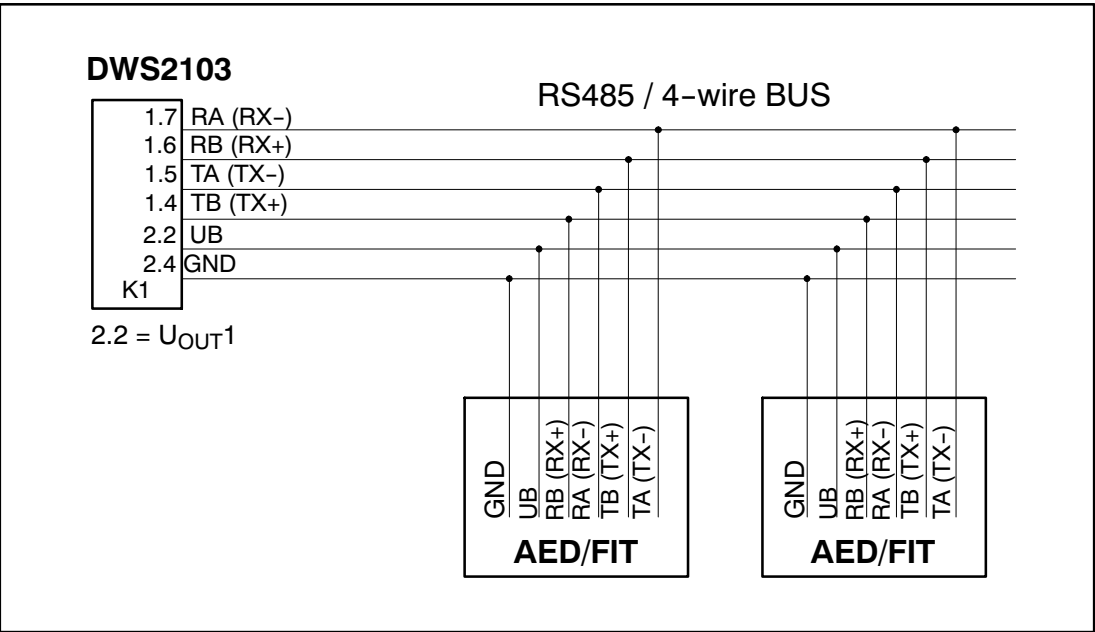 DWS2103
RS485 / 4-wire BUS
1.7 RA (RX-)
1.6 RB (RX+)
1.5 TA (TX-)
1.4 TB (TX+)
2.2 UB
2.4 GND
K1
2.2 = UOUT1
GND
UB
RB (RX+)
RA (RX-)
TB (TX+)
TA (TX-)
AED/FIT
GND
UB
RB (RX+)
RA (RX-)
TB (TX+)
TA (TX-)
AED/FIT